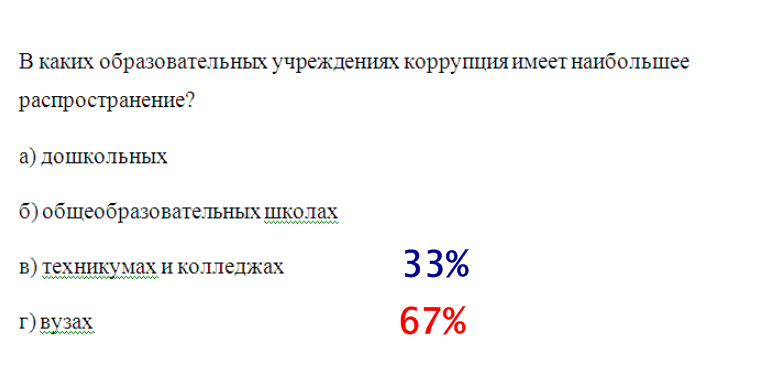 В каких образовательных учреждениях коррупция имеет наибольшее
распространение?
а) дошкольных
б) общеобразовательных школах
в) техникумах и колледжах 33%
г) вузах 67%